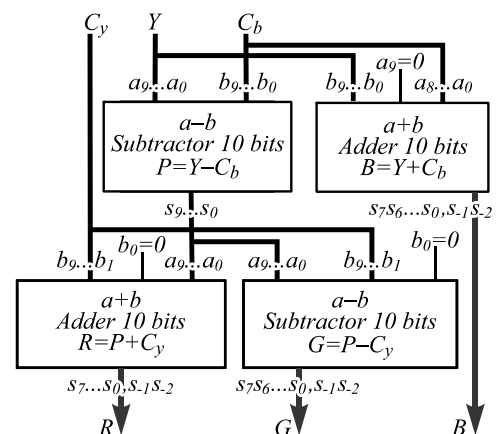 C_y Y C_b
a_9=0
a_9...a_0 b_9...b_0 b_9...b_0 a_8...a_0
a–b
Subtractor 10 bits
P=Y–C_b
a+b
Adder 10 bits
B=Y+C_b
s_9...s_0
s_7s_6...s_0,s_-1s_-2
b_0=0
b_0=0
b_9...b_1 a_9...a_0 a_9...a_0 b_9...b_1
a+b
Adder 10 bits
R=P+C_y
a–b
Subtractor 10 bits
G=P–C_y
s_7...s_0,s_-1s_-2
s_7s_6...s_0,s_-1s_-2
R G B